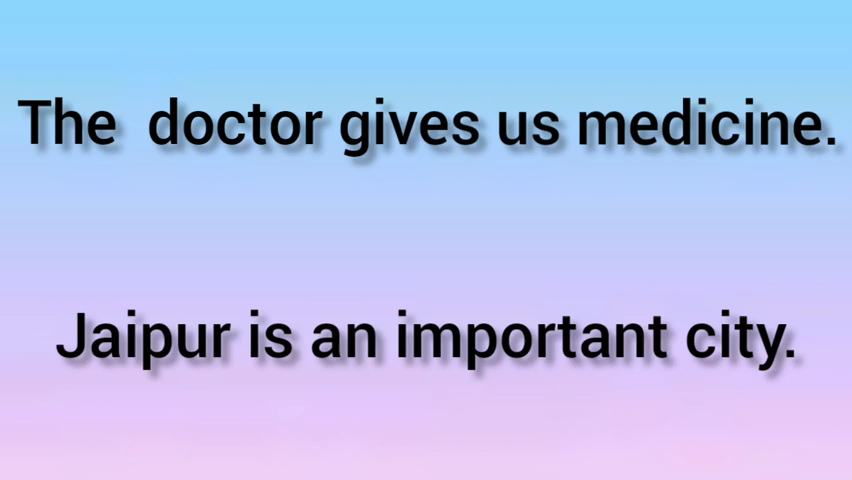 The doctor gives us medicine.
Jaipur is an important city.